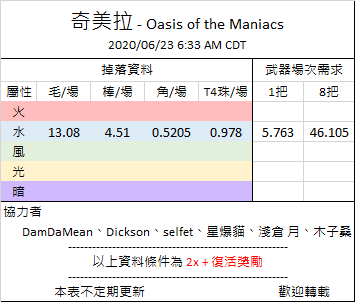 奇美拉 - Oasis of the Maniacs
2020/06/23 6:33 AM CDT
掉落資料 武器場次需求
屬性 毛/場 棒/場 角/場 T4珠/場 1把 8把
火
水 13.08 4.51 0.5205 0.978 5.763 46.105
風
光
暗
協力者
DamDaMean、Dickson、selfet、星爆貓、淺倉 月、木子桑
以上資料條件為 2x + 復活獎勵
本表不定期更新 歡迎轉載